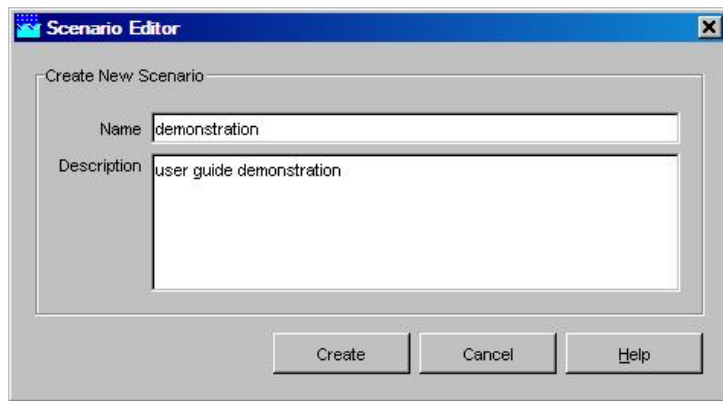 Scenario Editor
Create New Scenario
Name demonstration
Description user guide demonstration
Create Cancel Help